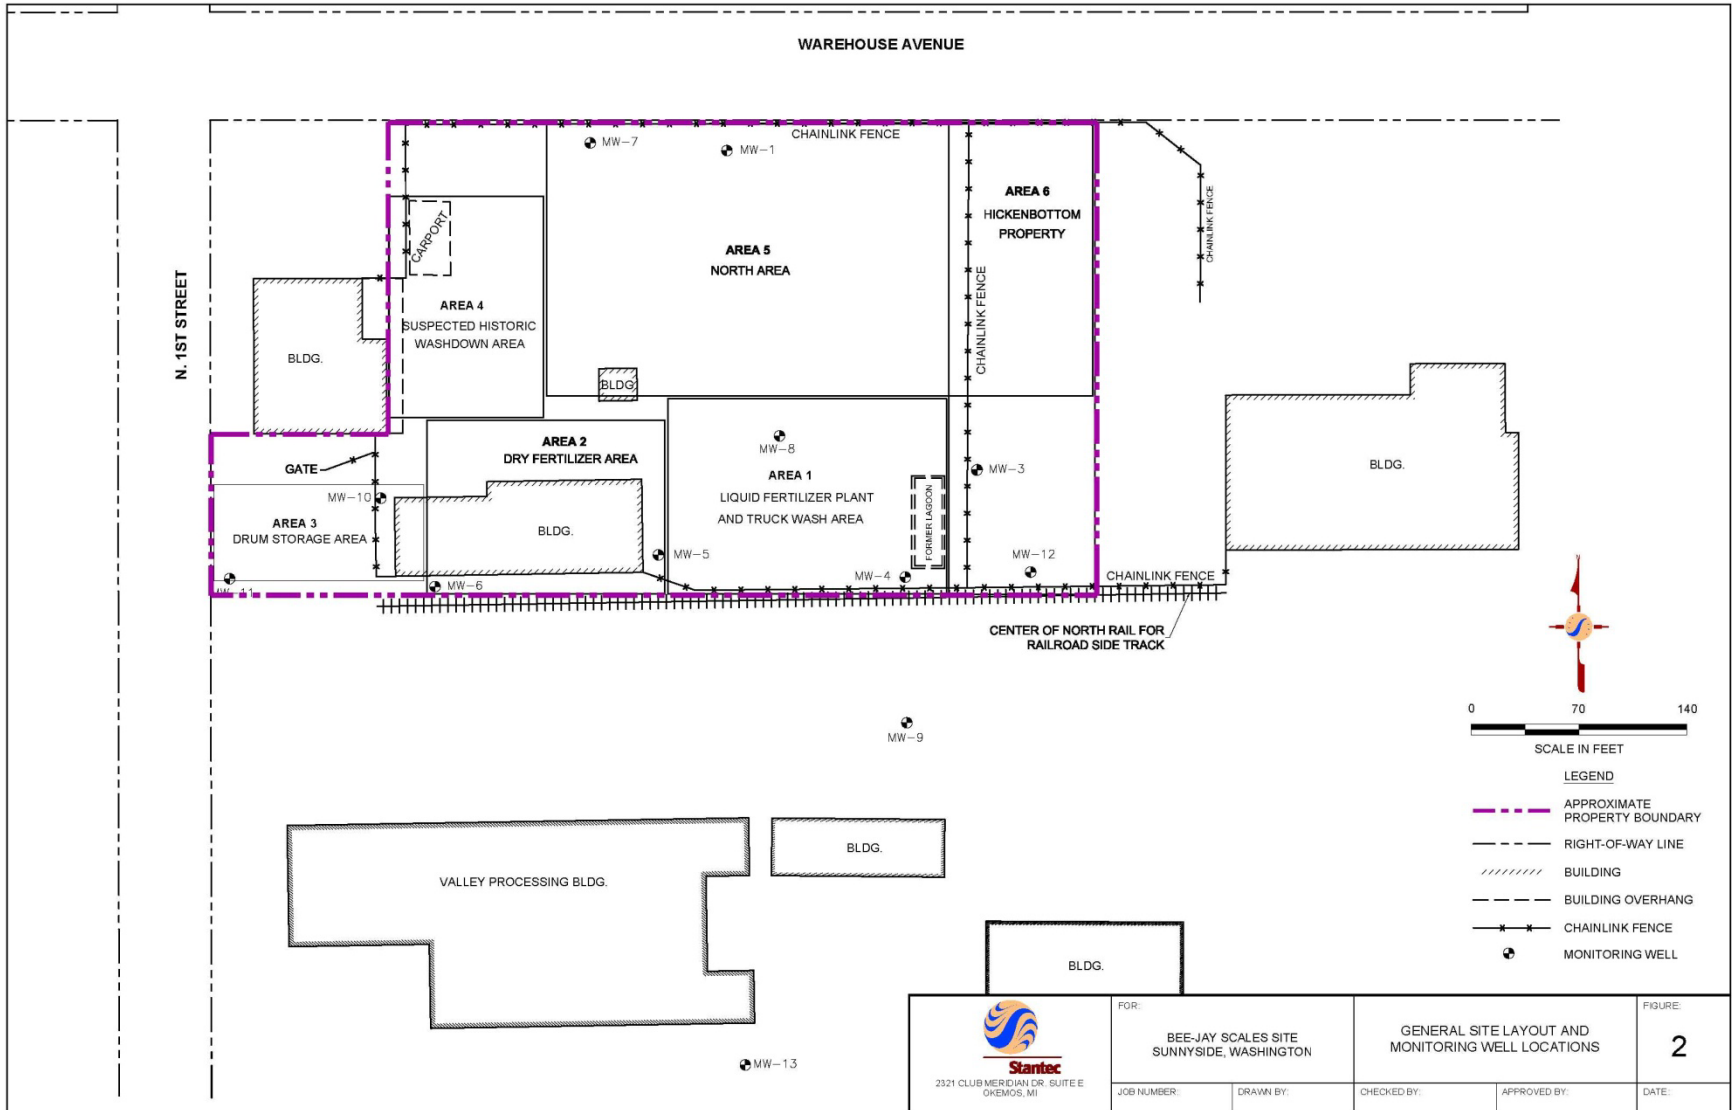 WAREHOUSE AVENUE
CHAINLINK FENCE
MW-7
MW-1
AREA 6
HICKENBOTTOM
PROPERTY
CHAINLINK FENCE
CARPORT
AREA 5
NORTH AREA
N. 1ST STREET
AREA 4
SUSPECTED HISTORIC
WASHDOWN AREA
CHAINLINK FENCE
BLDG.
BLDG.
AREA 2
DRY FERTILIZER AREA
MW-8
GATE
MW-3
BLDG.
AREA 1
LIQUID FERTILIZER PLANT
AND TRUCK WASH AREA
FORMER LAGOON
MW-10
AREA 3
DRUM STORAGE AREA
BLDG.
MW-5
MW-12
MW-4
MW-6
MW-11
CHAINLINK FENCE
CENTER OF NORTH RAIL FOR
RAILROAD SIDE TRACK
MW-9
0 70 140
SCALE IN FEET
LEGEND
APPROXIMATE
PROPERTY BOUNDARY
RIGHT-OF-WAY LINE
BUILDING
BUILDING OVERHANG
CHAINLINK FENCE
MONITORING WELL
VALLEY PROCESSING BLDG.
BLDG.
BLDG.
MW-13
Stantec
2321 CLUB MERIDIAN DR. SUITE E
OKEMOS, MI
FOR:
BEE-JAY SCALES SITE
SUNNYSIDE, WASHINGTON
GENERAL SITE LAYOUT AND
MONITORING WELL LOCATIONS
FIGURE:
2
JOB NUMBER:
DRAWN BY:
CHECKED BY:
APPROVED BY:
DATE: